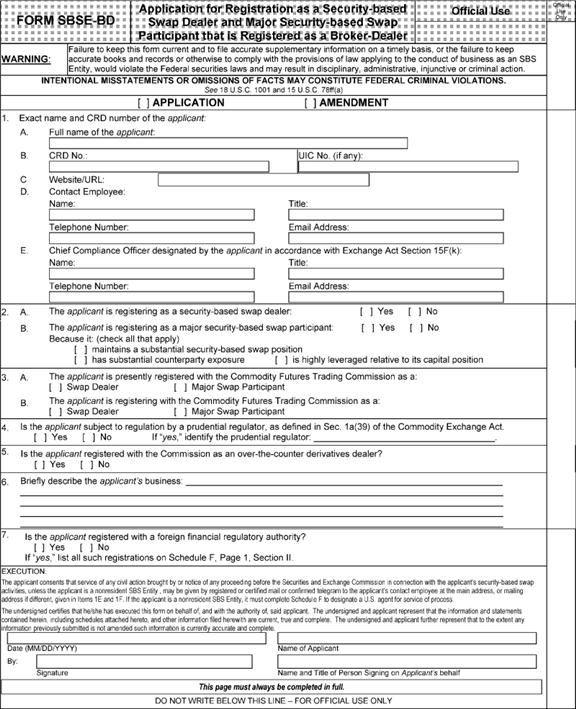 FORM SBSE-BD
Application for Registration as a Security-based
Swap Dealer and Major Security-based Swap
Participant that is Registered as a Broker-Dealer
Official Use
Official
Use
Only
WARNING:
Failure to keep this form current and to file accurate supplementary information on a timely basis, or the failure to keep
accurate books and records or otherwise to comply with the provisions of law applying to the conduct of business as an SBS
Entity, would violate the Federal securities laws and may result in disciplinary, administrative, injunctive or criminal action.
INTENTIONAL MISSTATEMENTS OR OMISSIONS OF FACTS MAY CONSTITUTE FEDERAL CRIMINAL VIOLATIONS.
See 18 U.S.C. 1001 and 15 U.S.C. 78ff(a)
[ ] APPLICATION [ ] AMENDMENT
1. Exact name and CRD number of the applicant:
A. Full name of the applicant:
B. CRD No.: UIC No. (if any):
C Website/URL:
D. Contact Employee:
Name: Title:
Telephone Number: Email Address:
E. Chief Compliance Officer designated by the applicant in accordance with Exchange Act Section 15F(k):
Name: Title:
Telephone Number: Email Address:
2. A. The applicant is registering as a security-based swap dealer: [ ] Yes [ ] No
B. The applicant is registering as a major security-based swap participant: [ ] Yes [ ] No
Because it: (check all that apply)
[ ] maintains a substantial security-based swap position
[ ] has substantial counterparty exposure [ ] is highly leveraged relative to its capital position
3. A. The applicant is presently registered with the Commodity Futures Trading Commission as a:
[ ] Swap Dealer [ ] Major Swap Participant
B. The applicant is registering with the Commodity Futures Trading Commission as a:
[ ] Swap Dealer [ ] Major Swap Participant
4. Is the applicant subject to regulation by a prudential regulator, as defined in Sec. 1a(39) of the Commodity Exchange Act.
[ ] Yes [ ] No If "yes," identify the prudential regulator:
5. Is the applicant registered with the Commission as an over-the-counter derivatives dealer?
[ ] Yes [ ] No
6. Briefly describe the applicant's business:
7. Is the applicant registered with a foreign financial regulatory authority?
[ ] Yes [ ] No
If "yes," list all such registrations on Schedule F, Page 1, Section II.
EXECUTION:
The applicant consents that service of any civil action brought by or notice of any proceeding before the Securities and Exchange Commission in connection with the applicant's security-based swap
activities, unless the applicant is a nonresident SBS Entity , may be given by registered or certified mail or confirmed telegram to the applicant's contact employee at the main address, or mailing
address if different, given in Items 1E and 1F. If the applicant is a nonresident SBS Entity, it must complete Schedule F to designate a U.S. agent for service of process.
The undersigned certifies that he/she has executed this form on behalf of, and with the authority of, said applicant. The undersigned and applicant represent that the information and statements
contained herein, including schedules attached hereto, and other information filed herewith are current, true and complete. The undersigned and applicant further represent that to the extent any
information previously submitted is not amended such information is currently accurate and complete.
Date (MM/DD/YYYY) Name of Applicant
By:
Signature Name and Title of Person Signing on Applicant's behalf
This page must always be completed in full.
DO NOT WRITE BELOW THIS LINE – FOR OFFICIAL USE ONLY